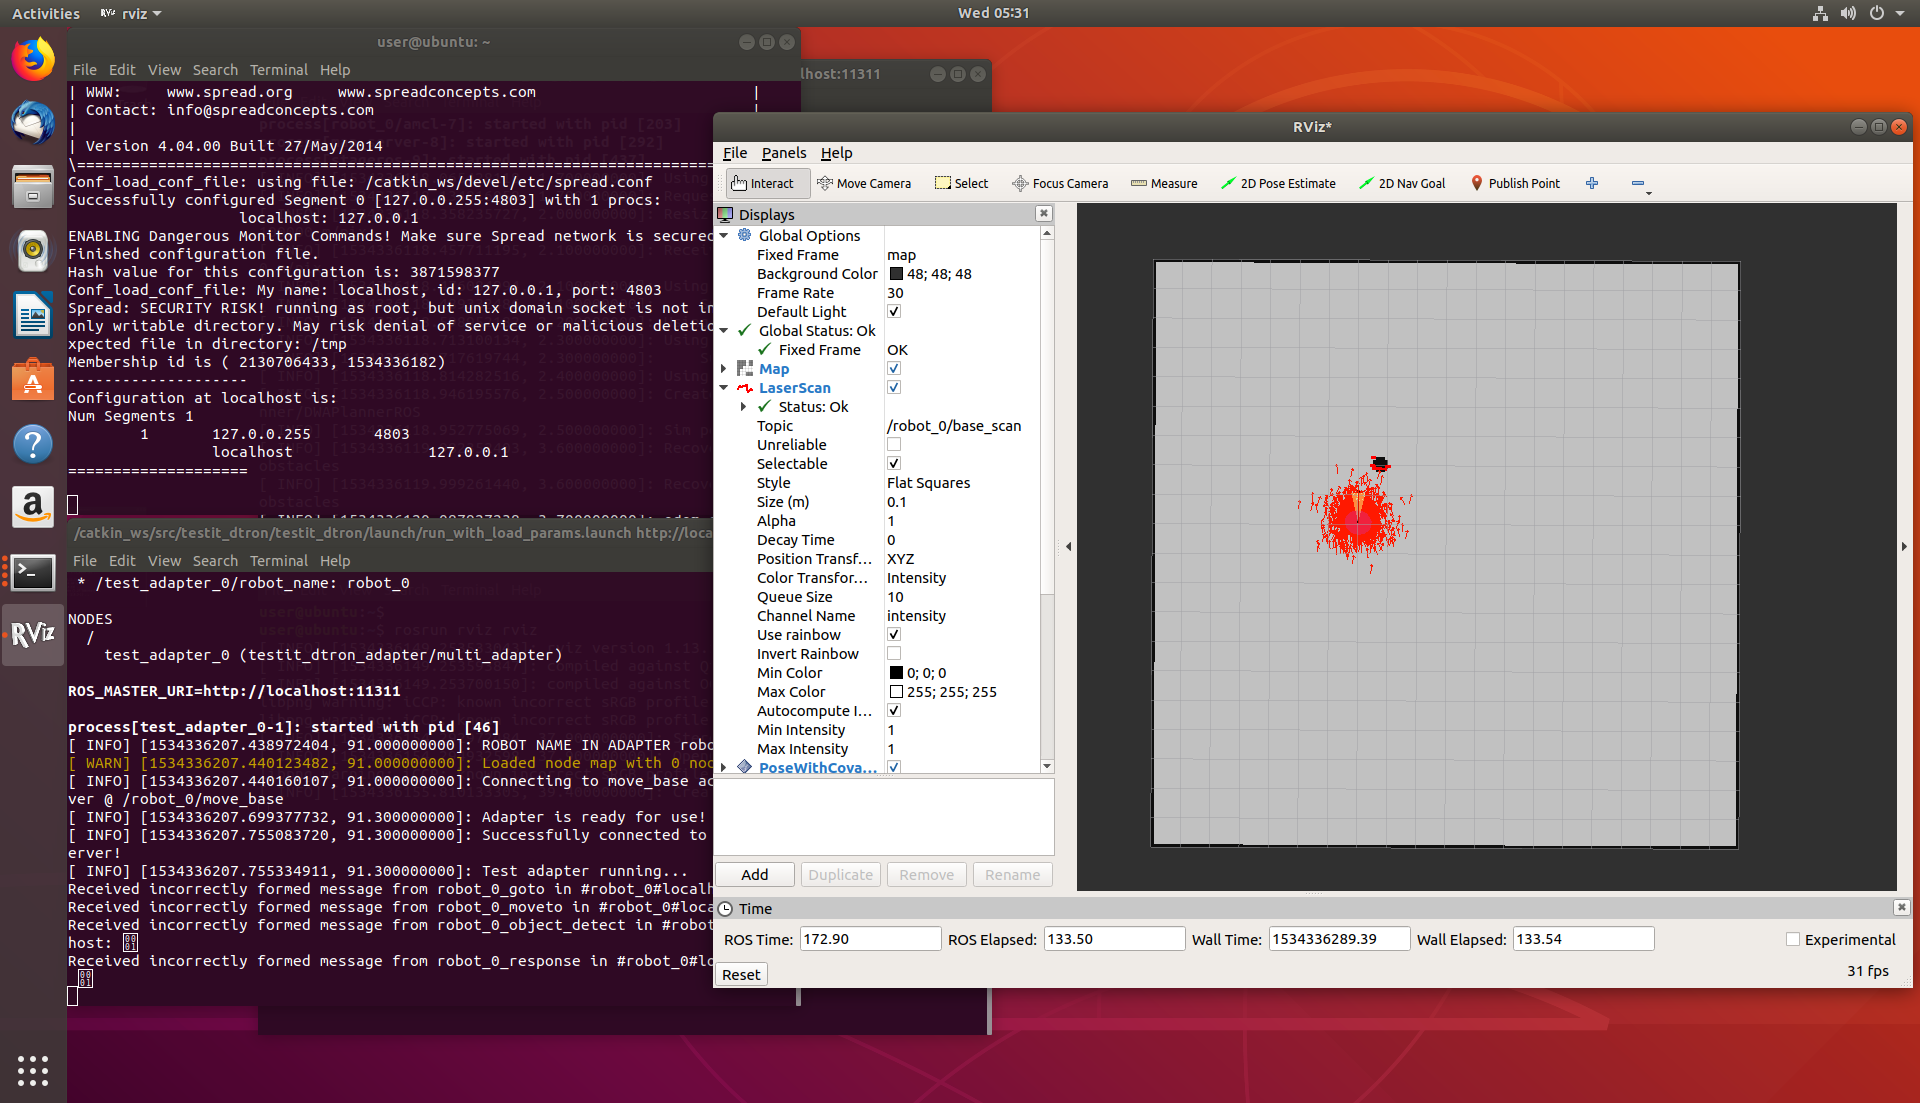 Activities
rviz
Wed 05:31
user@ubuntu: ~
File Edit View Search Terminal Help
| WWW: www.spread.org www.spreadconcepts.com |
| Contact: info@spreadconcepts.com |
|
| Version 4.04.00 Built 27/May/2014
\========================================================================
Conf_load_conf_file: using file: /catkin_ws/devel/etc/spread.conf
Successfully configured Segment 0 [127.0.0.255:4803] with 1 procs:
localhost: 127.0.0.1
ENABLING Dangerous Monitor Commands! Make sure Spread network is secured
Finished configuration file.
Hash value for this configuration is: 3871598377
Conf_load_conf_file: My name: localhost, id: 127.0.0.1, port: 4803
Spread: SECURITY RISK! running as root, but unix domain socket is not in
only writable directory. May risk denial of service or malicious deletio
xpected file in directory: /tmp
Membership id is ( 2130706433, 1534336182)
--------------------
Configuration at localhost is:
Num Segments 1
1 127.0.0.255 4803
localhost 127.0.0.1
====================
lhost:11311
/catkin_ws/src/testit_dtron/testit_dtron/launch/run_with_load_params.launch http://loca
File Edit View Search Terminal Help
* /test_adapter_0/robot_name: robot_0
NODES
/
test_adapter_0 (testit_dtron_adapter/multi_adapter)
ROS_MASTER_URI=http://localhost:11311
process[test_adapter_0-1]: started with pid [46]
[ INFO] [1534336207.438972404, 91.000000000]: ROBOT NAME IN ADAPTER robo
[ WARN] [1534336207.440123482, 91.000000000]: Loaded node map with 0 noo
[ INFO] [1534336207.440160107, 91.000000000]: Connecting to move_base ac
ver @ /robot_0/move_base
[ INFO] [1534336207.699377732, 91.300000000]: Adapter is ready for use!
[ INFO] [1534336207.755083720, 91.300000000]: Successfully connected to
erver!
[ INFO] [1534336207.755334911, 91.300000000]: Test adapter running...
Received incorrectly formed message from robot_0_goto in #robot_0#localh
Received incorrectly formed message from robot_0_moveto in #robot_0#loca
Received incorrectly formed message from robot_0_object_detect in #robot
host:
Received incorrectly formed message from robot_0_response in #robot_0#lo
RViz*
File Panels Help
Interact Move Camera Select Focus Camera Measure 2D Pose Estimate 2D Nav Goal Publish Point
Displays
Global Options
Fixed Frame map
Background Color 48; 48; 48
Frame Rate 30
Default Light
Global Status: Ok
Fixed Frame OK
Map
LaserScan
Status: Ok
Topic /robot_0/base_scan
Unreliable
Selectable
Style Flat Squares
Size (m) 0.1
Alpha 1
Decay Time 0
Position Transf... XYZ
Color Transfor... Intensity
Queue Size 10
Channel Name intensity
Use rainbow
Invert Rainbow
Min Color 0; 0; 0
Max Color 255; 255; 255
Autocompute I...
Min Intensity 1
Max Intensity 1
PoseWithCova...
Add Duplicate Remove Rename
Time
ROS Time: 172.90 ROS Elapsed: 133.50 Wall Time: 1534336289.39 Wall Elapsed: 133.54 Experimental
Reset
31 fps
RViz